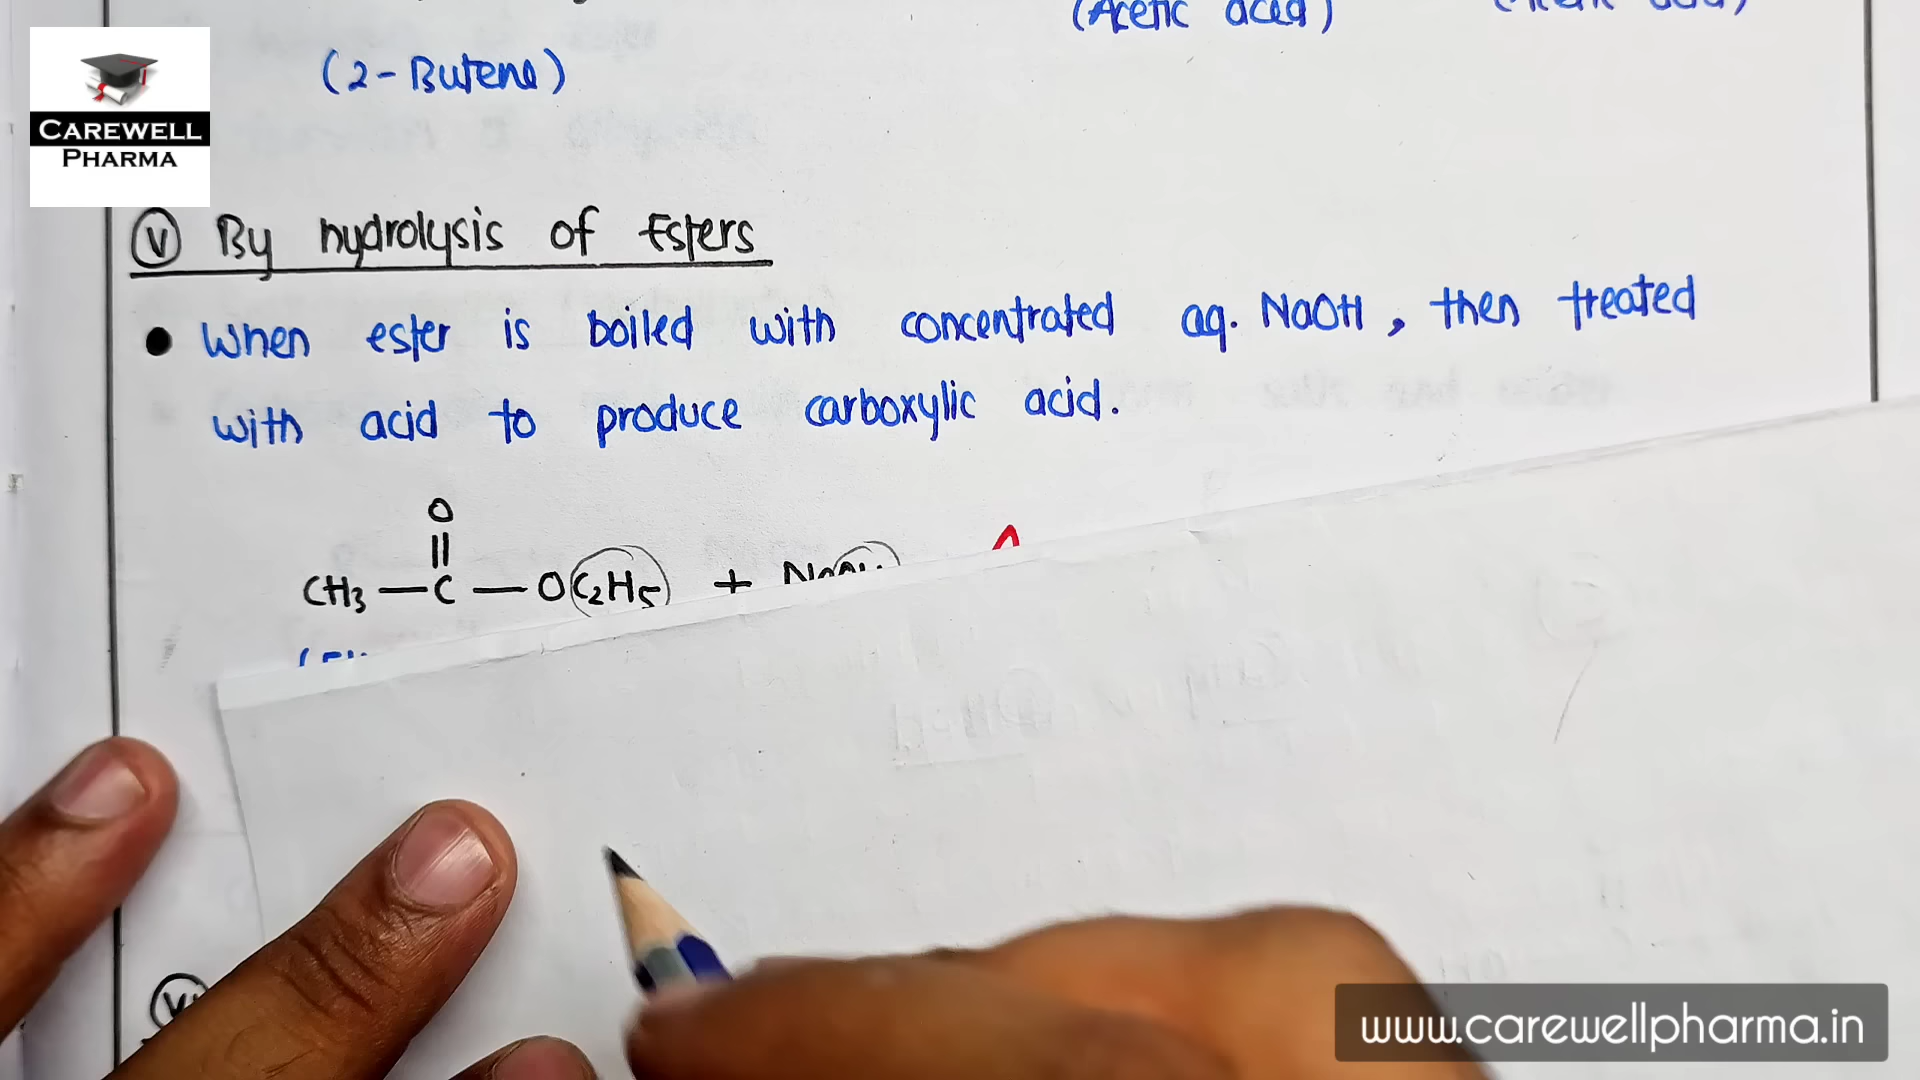 (Acetic acid)
(2-Butene)
CAREWELL
PHARMA
(v) By hydrolysis of Esters
• When ester is boiled with concentrated aq. NaOH, then treated
with acid to produce carboxylic acid.
O
||
CH3 — C — OC2H5 +
www.carewellpharma.in